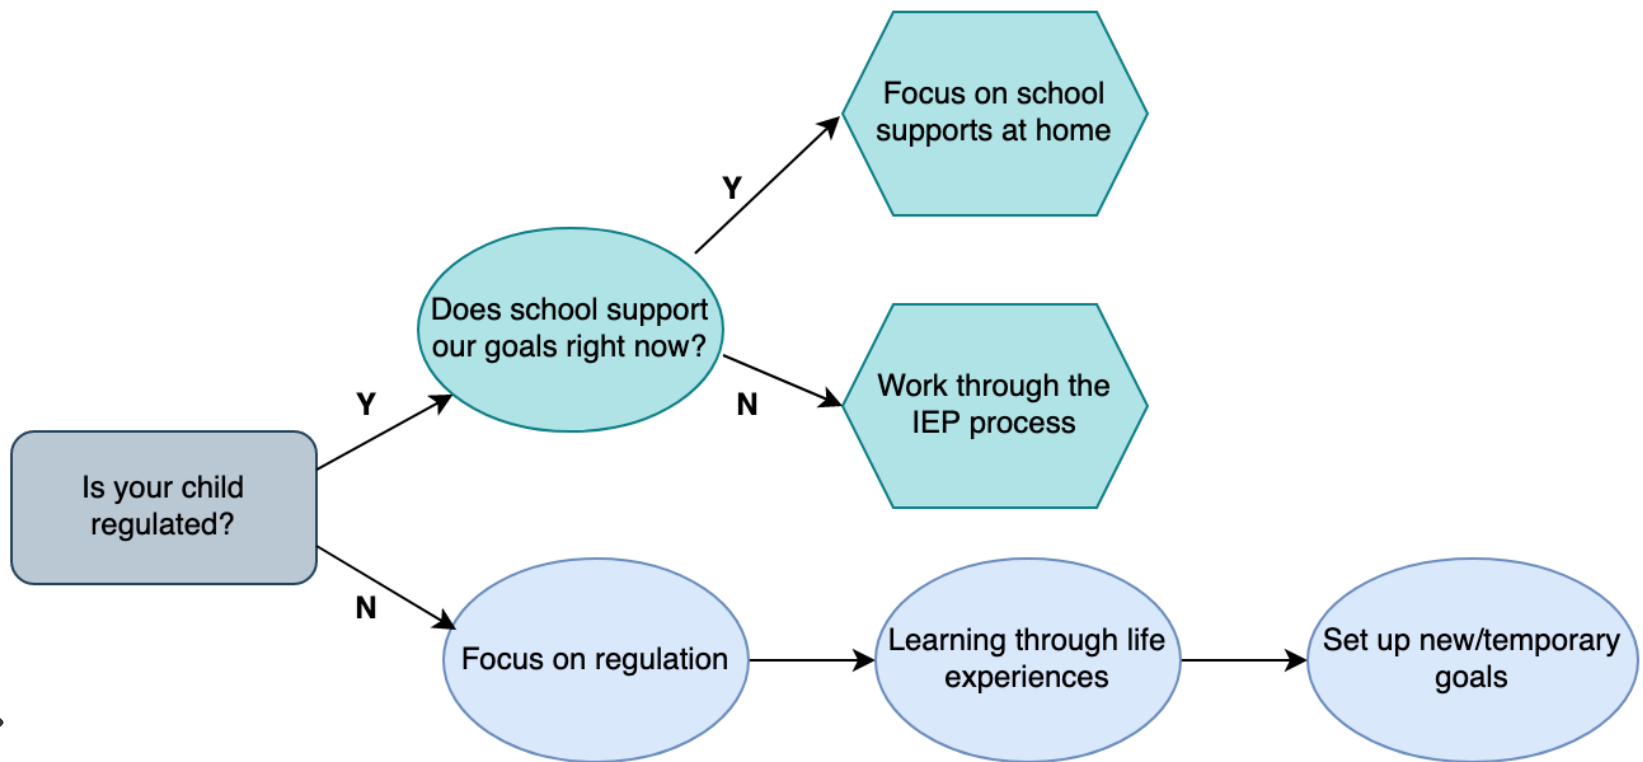 Focus on school
supports at home
Y
Does school support
our goals right now?
Y
N
Work through the
IEP process
Is your child
regulated?
N
Focus on regulation
Learning through life
experiences
Set up new/temporary
goals